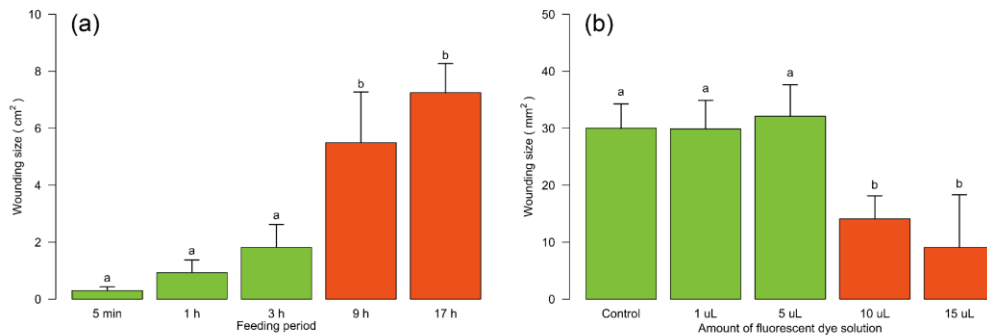 (a)
Wounding size ( cm² )
10
8
6
4
2
0
a
a
a
b
b
5 min 1 h 3 h 9 h 17 h
Feeding period
(b)
Wounding size ( mm² )
50
40
30
20
10
0
a
a
a
b
b
Control 1 uL 5 uL 10 uL 15 uL
Amount of fluorescent dye solution